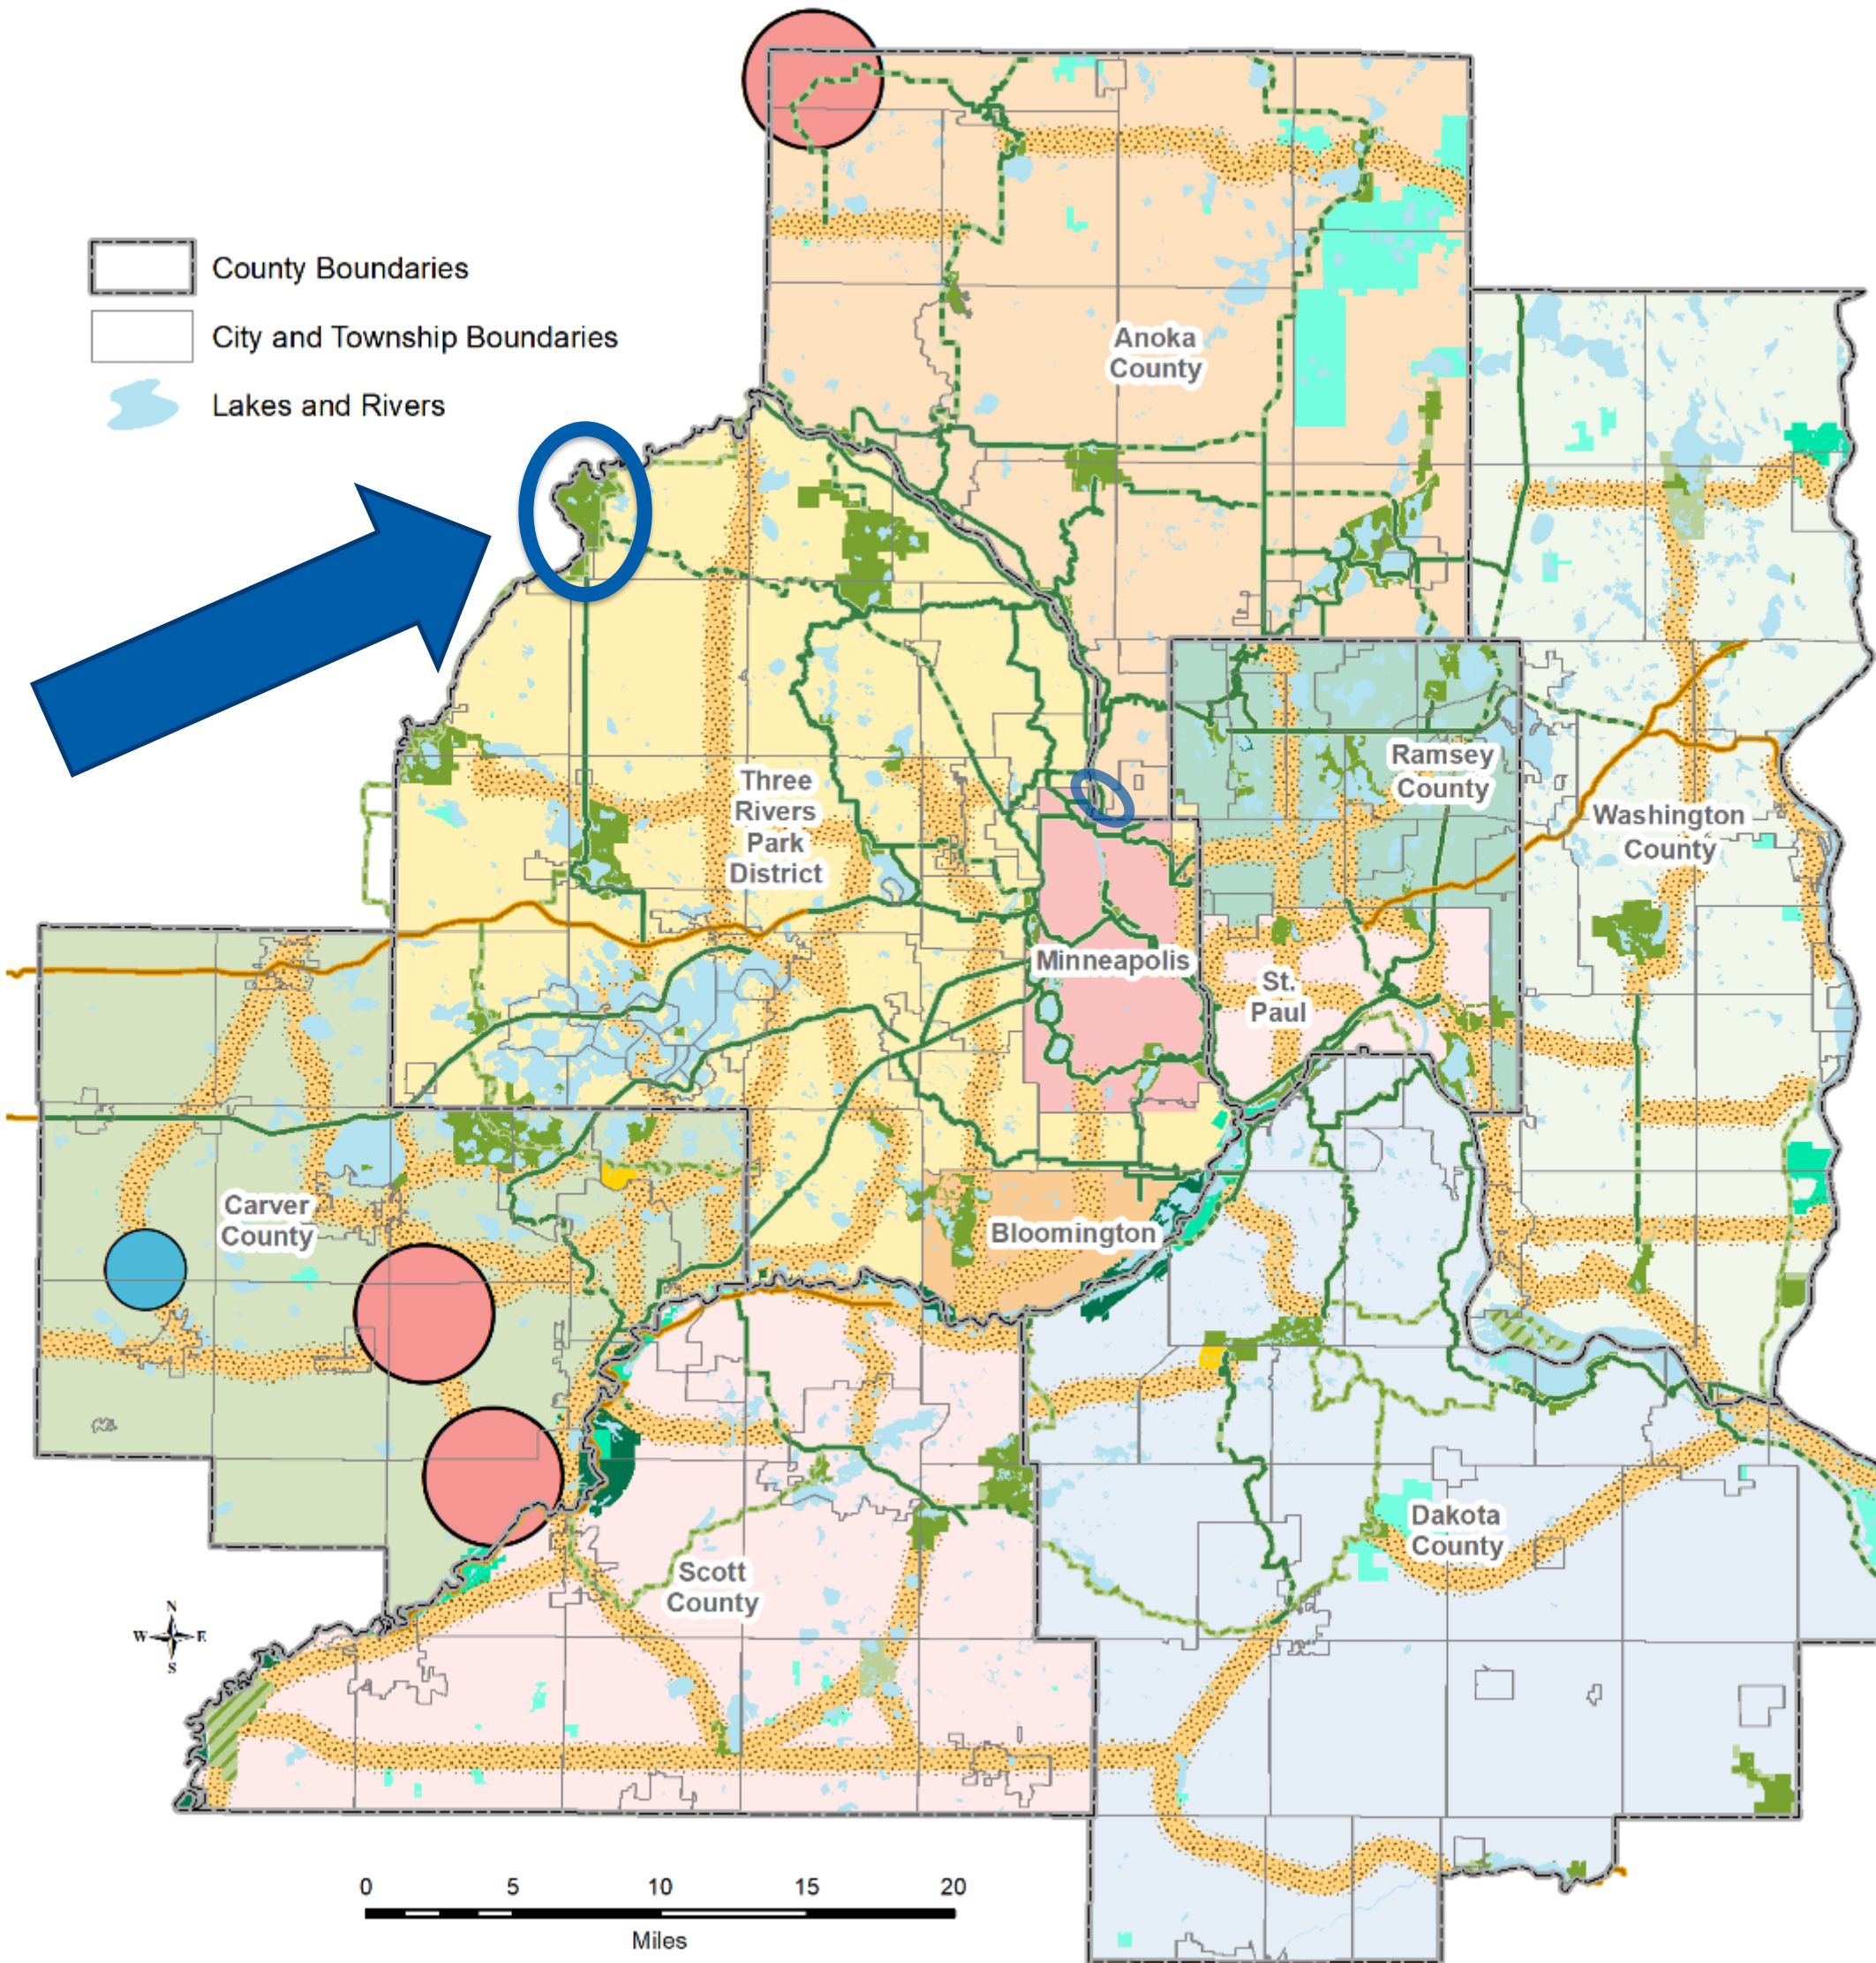 County Boundaries
City and Township Boundaries
Lakes and Rivers
Anoka
County
Three
Rivers
Park
District
Ramsey
County
Washington
County
Minneapolis
St.
Paul
Carver
County
Bloomington
Dakota
County
Scott
County
N
W E
S
0 5 10 15 20
Miles